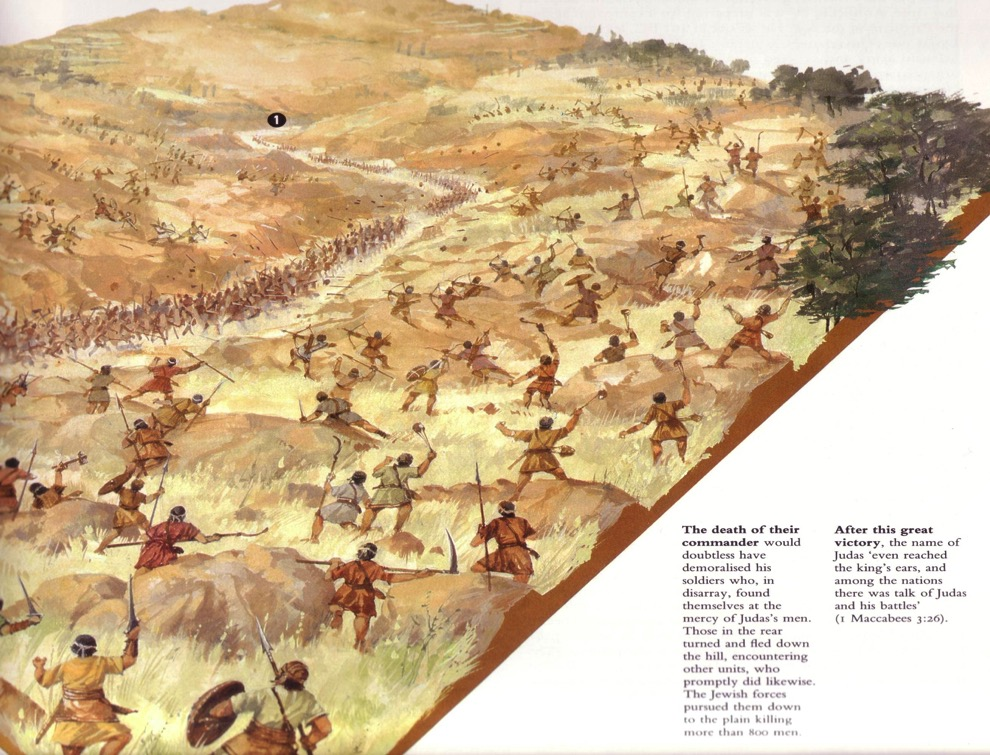 1
The death of their
commander would
doubtless have
demoralised his
soldiers who, in
disarray, found
themselves at the
mercy of Judas's men.
Those in the rear
turned and fled down
the hill, encountering
other units, who
promptly did likewise.
The Jewish forces
pursued them down
to the plain killing
more than 800 men.
After this great
victory, the name of
Judas 'even reached
the king's ears, and
among the nations
there was talk of Judas
and his battles'
(1 Maccabees 3:26).